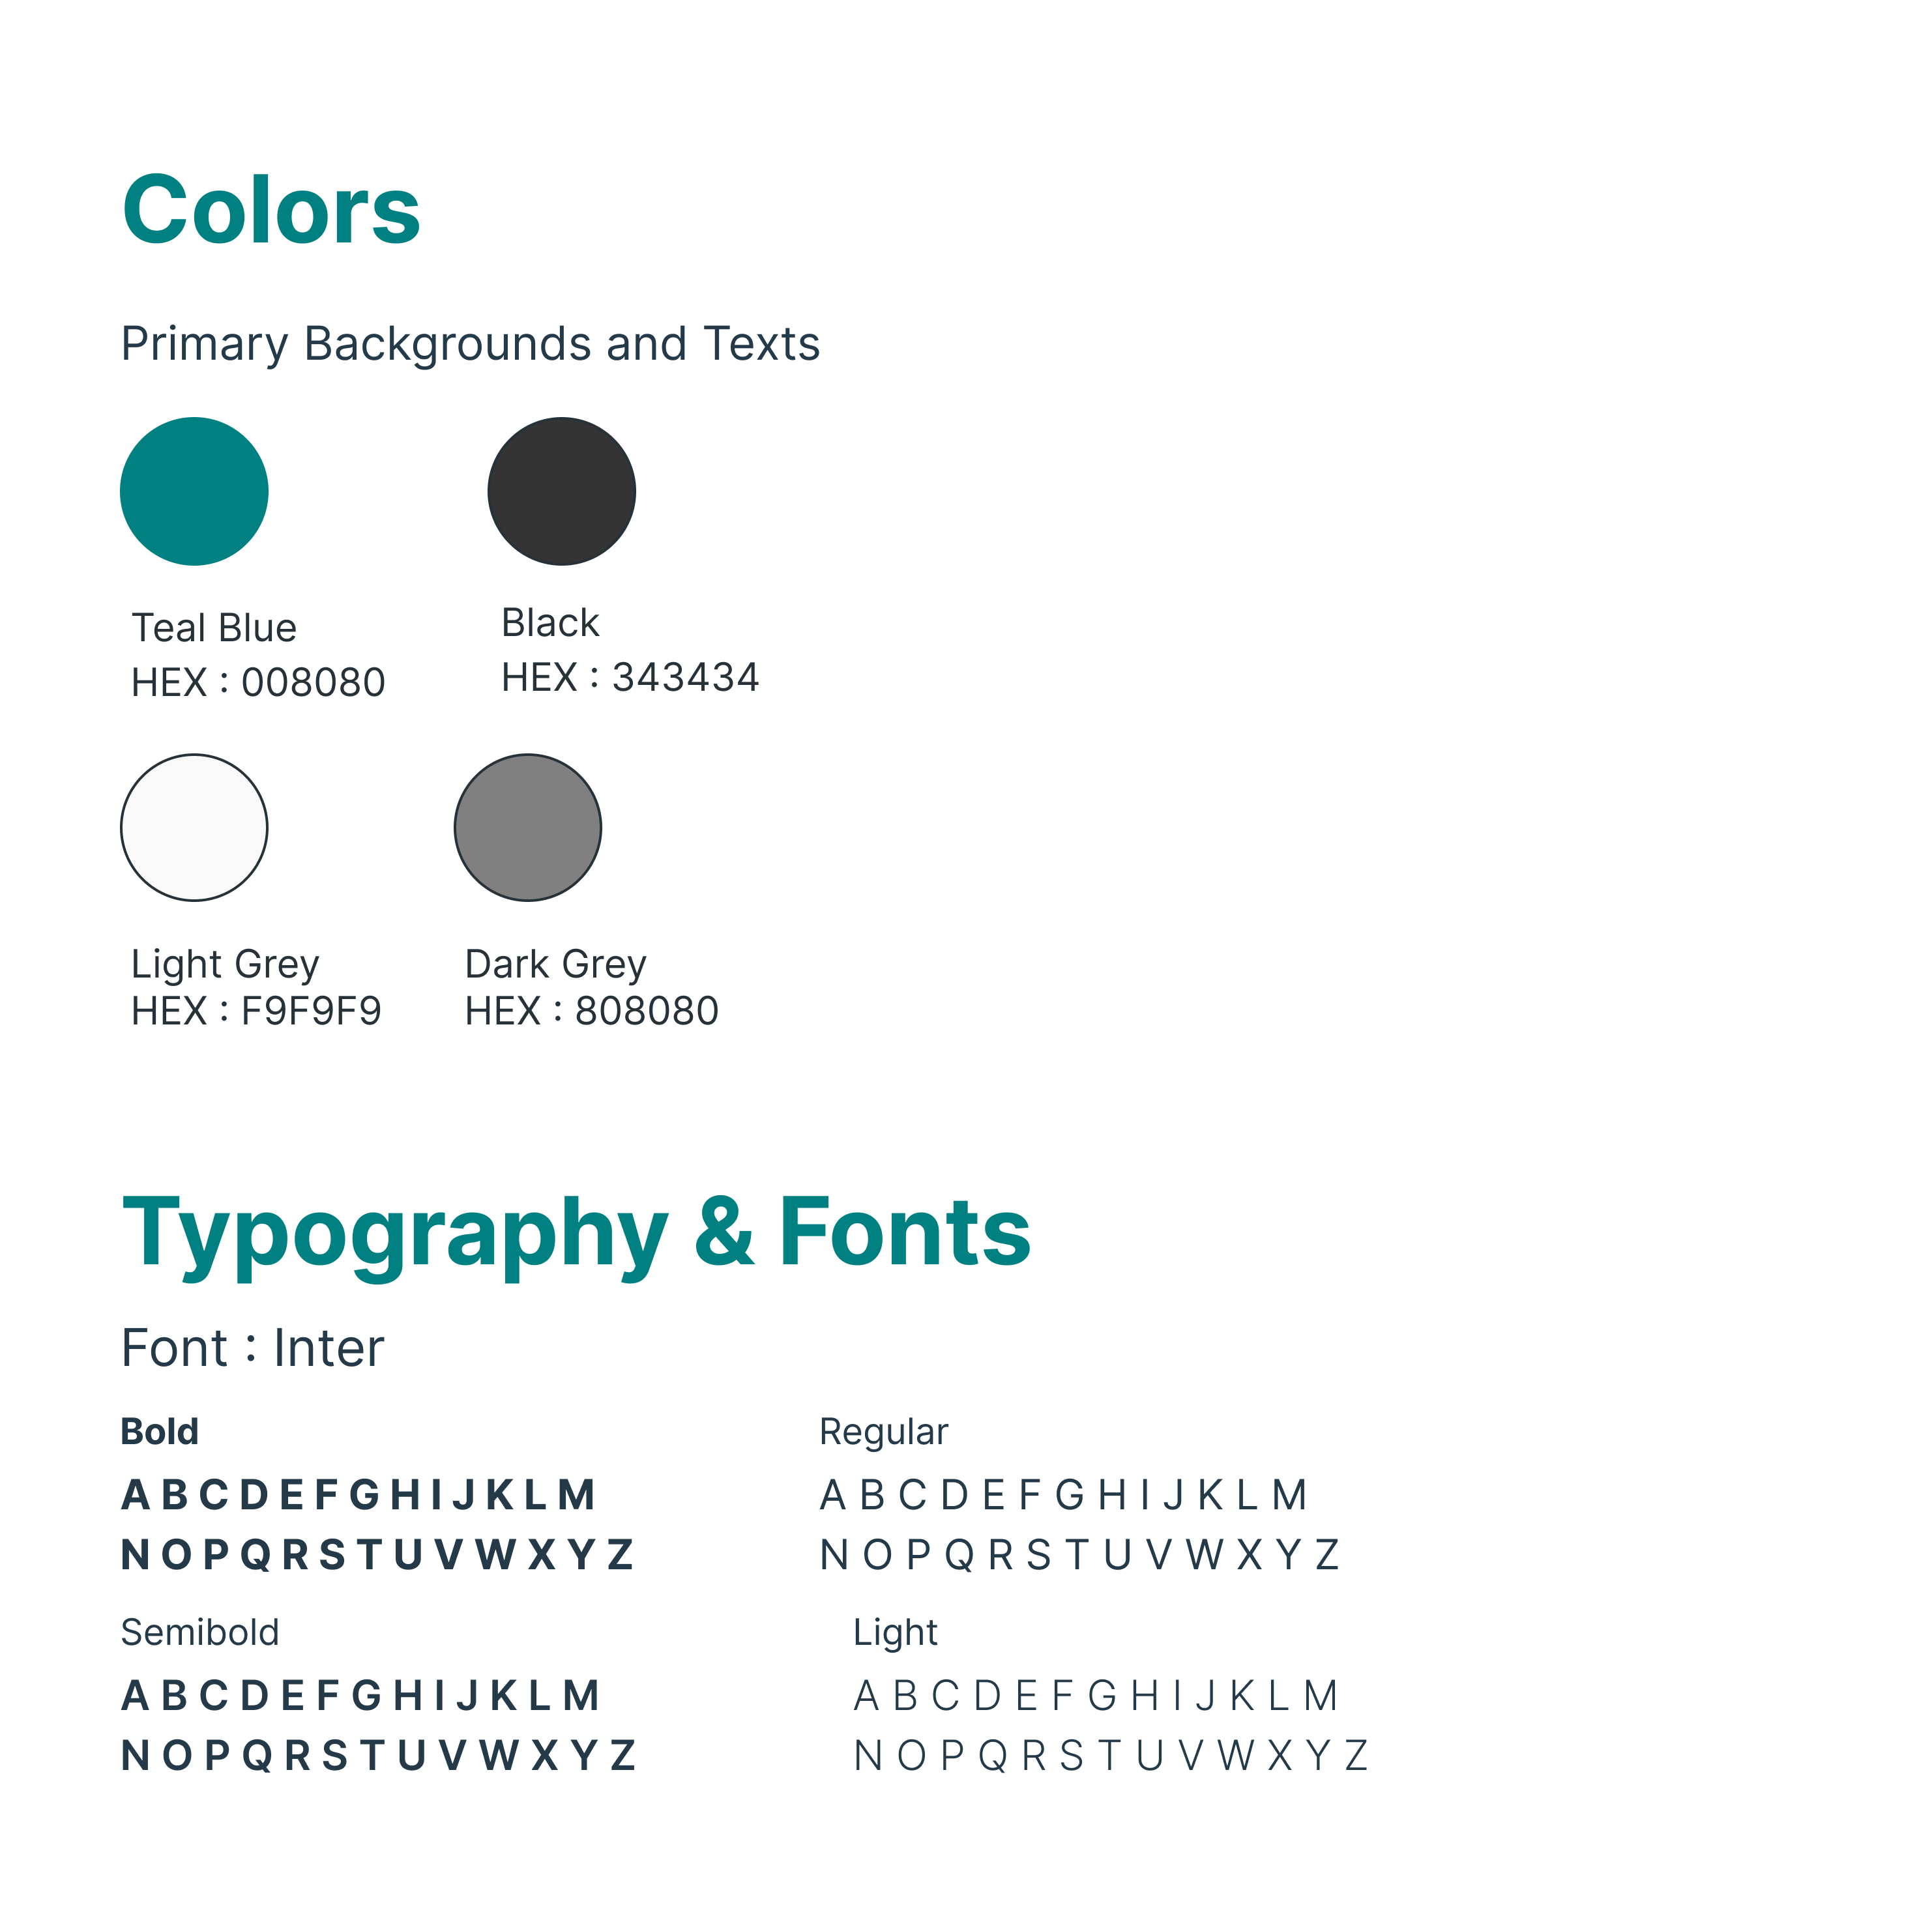 Colors
Primary Backgrounds and Texts
Teal Blue
HEX : 008080
Black
HEX : 343434
Light Grey
HEX : F9F9F9
Dark Grey
HEX : 808080
Typography & Fonts
Font : Inter
Bold
A B C D E F G H I J K L M
N O P Q R S T U V W X Y Z
Regular
A B C D E F G H I J K L M
N O P Q R S T U V W X Y Z
Semibold
A B C D E F G H I J K L M
N O P Q R S T U V W X Y Z
Light
A B C D E F G H I J K L M
N O P Q R S T U V W X Y Z